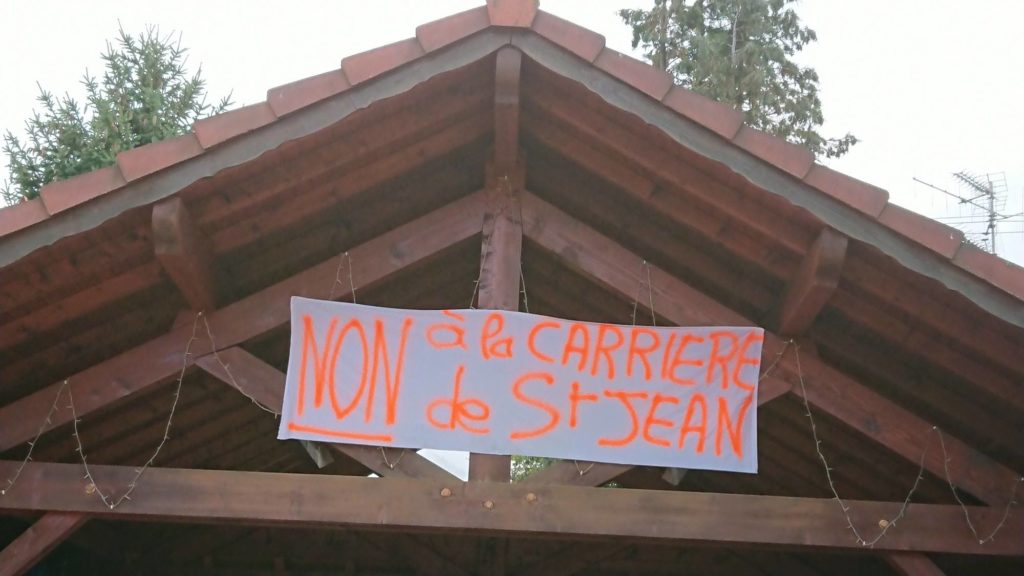 NON à la CARRIERE
de St JEAN